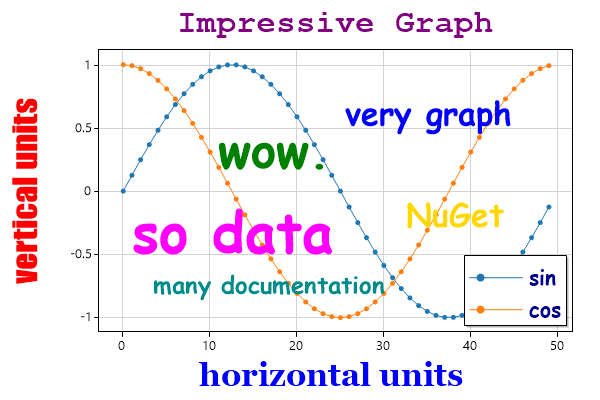 Impressive Graph
vertical units
1
0.5
0
-0.5
-1
very graph
wow.
NuGet
so data
many documentation
sin
cos
0 10 20 30 40 50
horizontal units